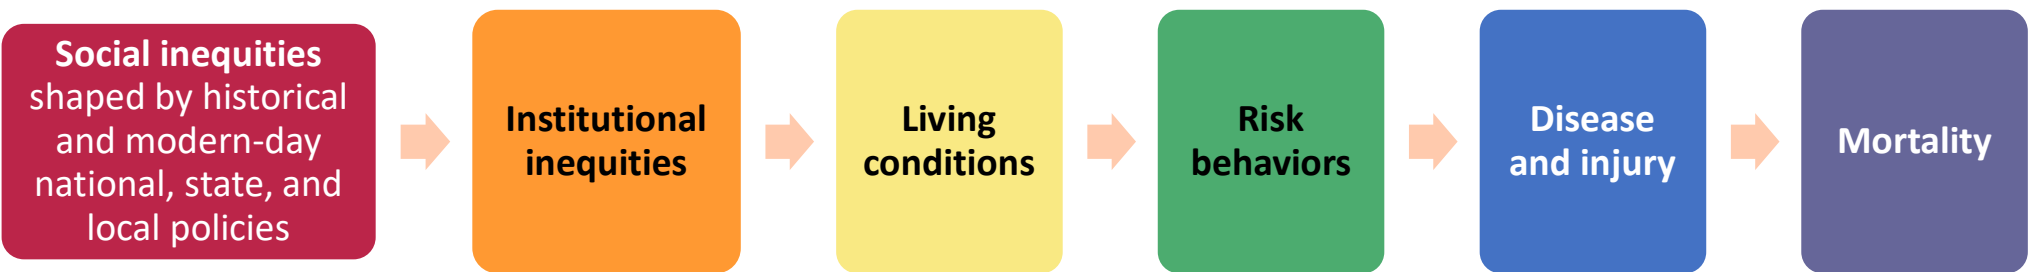 Social inequities
shaped by historical
and modern-day
national, state, and
local policies
Institutional
inequities
Living
conditions
Risk
behaviors
Disease
and injury
Mortality